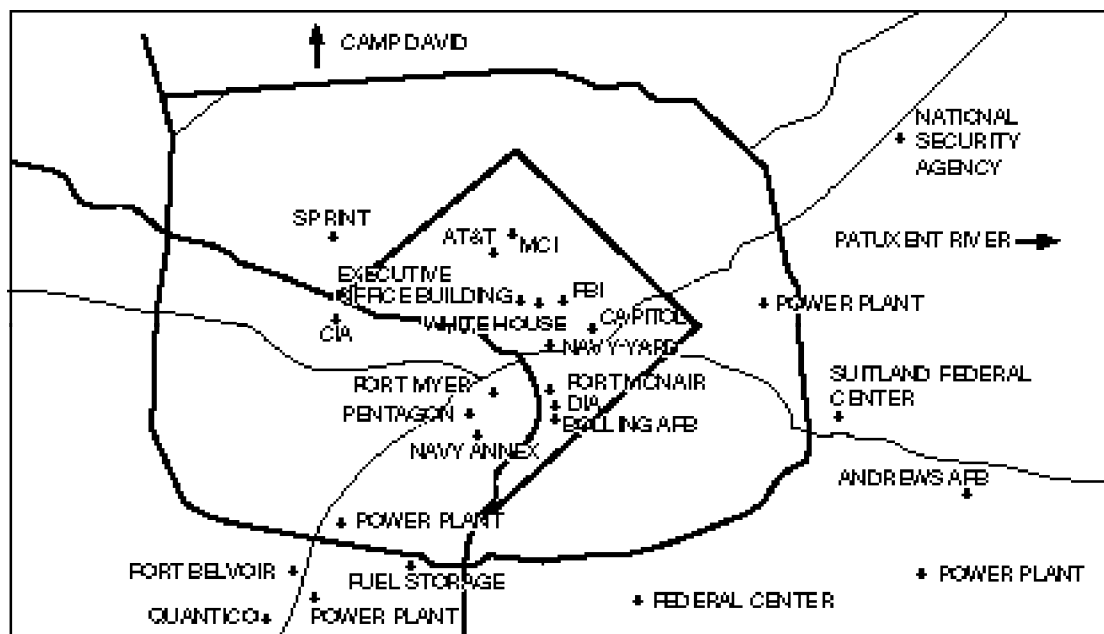 CAMP DAVID
NATIONAL
SECURITY
AGENCY
SPRINT
AT&T
MCI
PATUXENT RIVER
EXECUTIVE
OFFICE BUILDING
FBI
POWER PLANT
CIA
WHITE HOUSE
CAPITOL
NAVY-YARD
FORT MYER
FORT MCNAIR
SUITLAND FEDERAL
CENTER
PENTAGON
DIA
BOLLING AFB
NAVY ANNEX
ANDREWS AFB
POWER PLANT
FORT BELVOIR
FUEL STORAGE
POWER PLANT
QUANTICO
POWER PLANT
FEDERAL CENTER